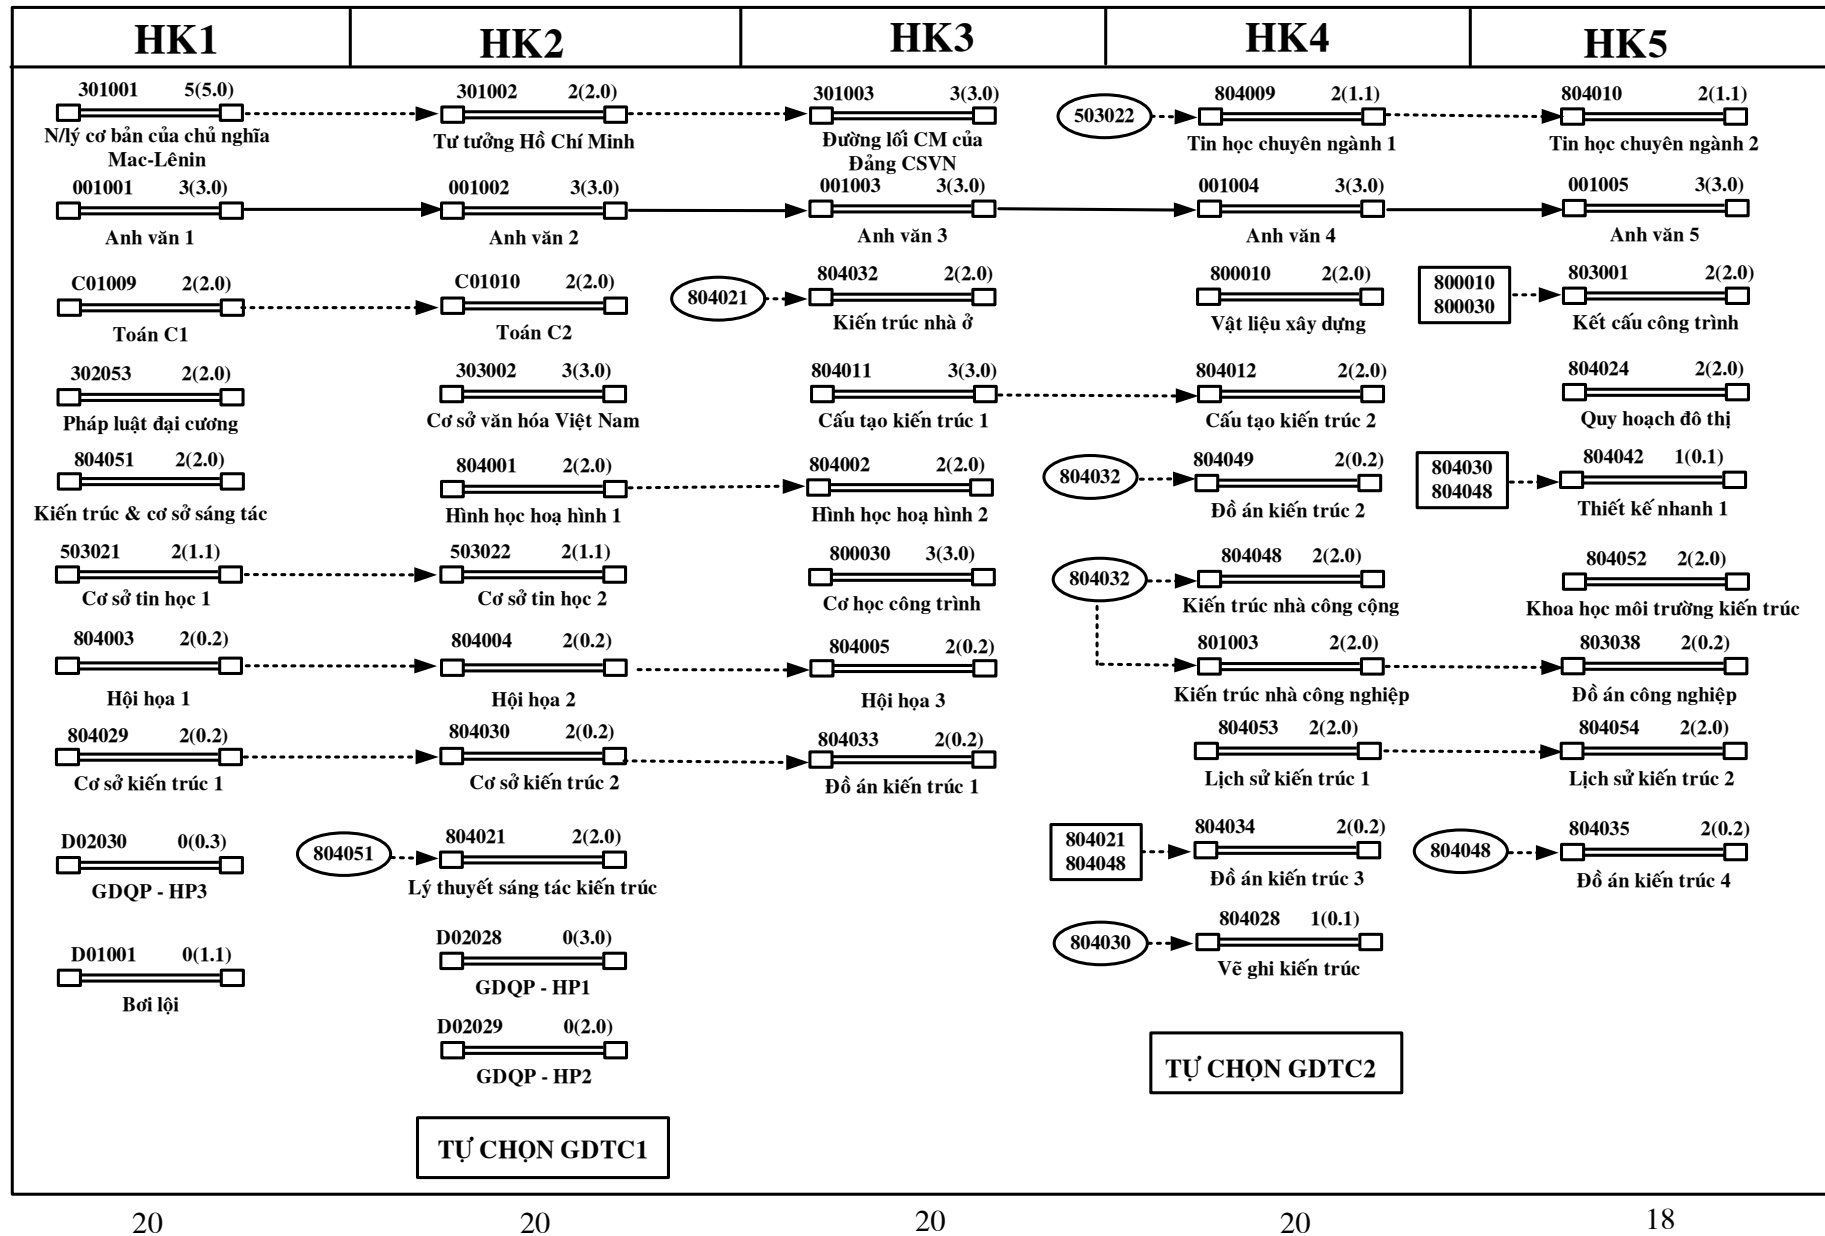 HK1
HK2
HK3
HK4
HK5
301001 5(5.0)
N/lý cơ bản của chủ nghĩa
Mac-Lênin
001001 3(3.0)
Anh văn 1
C01009 2(2.0)
Toán C1
302053 2(2.0)
Pháp luật đại cương
804051 2(2.0)
Kiến trúc & cơ sở sáng tác
503021 2(1.1)
Cơ sở tin học 1
804003 2(0.2)
Hội họa 1
804029 2(0.2)
Cơ sở kiến trúc 1
D02030 0(0.3)
GDQP - HP3
D01001 0(1.1)
Bơi lội
301002 2(2.0)
Tư tưởng Hồ Chí Minh
001002 3(3.0)
Anh văn 2
C01010 2(2.0)
Toán C2
303002 3(3.0)
Cơ sở văn hóa Việt Nam
804001 2(2.0)
Hình học hoạ hình 1
503022 2(1.1)
Cơ sở tin học 2
804004 2(0.2)
Hội họa 2
804030 2(0.2)
Cơ sở kiến trúc 2
804051
804021 2(2.0)
Lý thuyết sáng tác kiến trúc
D02028 0(3.0)
GDQP - HP1
D02029 0(2.0)
GDQP - HP2
TỰ CHỌN GDTC1
301003 3(3.0)
Đường lối CM của
Đảng CSVN
001003 3(3.0)
Anh văn 3
804021
804032 2(2.0)
Kiến trúc nhà ở
804011 3(3.0)
Cấu tạo kiến trúc 1
804002 2(2.0)
Hình học hoạ hình 2
800030 3(3.0)
Cơ học công trình
804005 2(0.2)
Hội họa 3
804033 2(0.2)
Đồ án kiến trúc 1
503022
804009 2(1.1)
Tin học chuyên ngành 1
001004 3(3.0)
Anh văn 4
800010 2(2.0)
Vật liệu xây dựng
804012 2(2.0)
Cấu tạo kiến trúc 2
804032
804049 2(0.2)
Đồ án kiến trúc 2
804032
804048 2(2.0)
Kiến trúc nhà công cộng
801003 2(2.0)
Kiến trúc nhà công nghiệp
804053 2(2.0)
Lịch sử kiến trúc 1
804021
804048
804034 2(0.2)
Đồ án kiến trúc 3
804030
804028 1(0.1)
Vẽ ghi kiến trúc
TỰ CHỌN GDTC2
804010 2(1.1)
Tin học chuyên ngành 2
001005 3(3.0)
Anh văn 5
800010
800030
803001 2(2.0)
Kết cấu công trình
804024 2(2.0)
Quy hoạch đô thị
804030
804048
804042 1(0.1)
Thiết kế nhanh 1
804052 2(2.0)
Khoa học môi trường kiến trúc
803038 2(0.2)
Đồ án công nghiệp
804054 2(2.0)
Lịch sử kiến trúc 2
804048
804035 2(0.2)
Đồ án kiến trúc 4
20
20
20
20
18